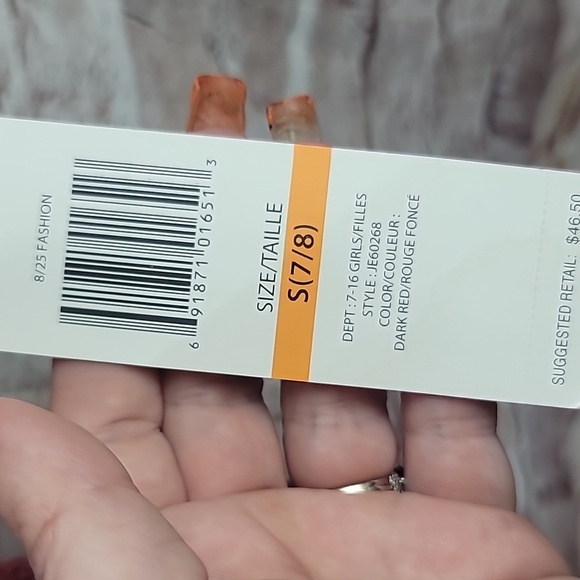 8/25 FASHION
6 91871 01651 3
SIZE/TAILLE
S(7/8)
DEPT : 7-16 GIRLS/FILLES
STYLE : JE60268
COLOR/COULEUR :
DARK RED/ROUGE FONCÉ
SUGGESTED RETAIL: $46.50